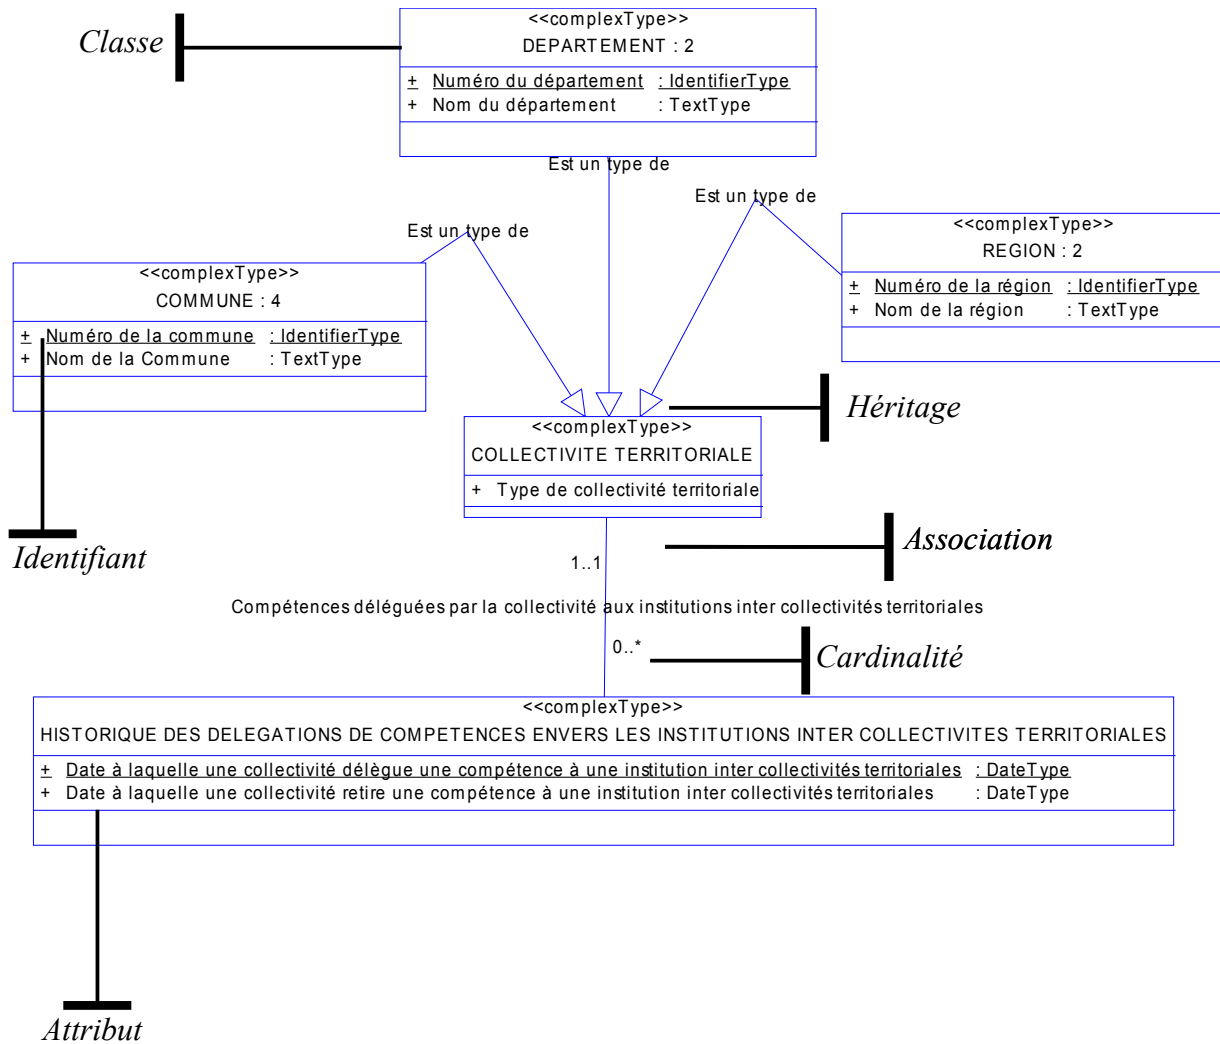 Classe
<<complexType>>
DEPARTEMENT : 2
+ Numéro du département : IdentifierType
+ Nom du département : TextType
Est un type de
Est un type de
Est un type de
<<complexType>>
REGION : 2
+ Numéro de la région : IdentifierType
+ Nom de la région : TextType
<<complexType>>
COMMUNE : 4
+ Numéro de la commune : IdentifierType
+ Nom de la Commune : TextType
Héritage
<<complexType>>
COLLECTIVITE TERRITORIALE
+ Type de collectivité territoriale
Identifiant
Association
1..1
Compétences déléguées par la collectivité aux institutions inter collectivités territoriales
0..*
Cardinalité
<<complexType>>
HISTORIQUE DES DELEGATIONS DE COMPETENCES ENVERS LES INSTITUTIONS INTER COLLECTIVITES TERRITORIALES
+ Date à laquelle une collectivité délègue une compétence à une institution inter collectivités territoriales : DateType
+ Date à laquelle une collectivité retire une compétence à une institution inter collectivités territoriales : DateType
Attribut